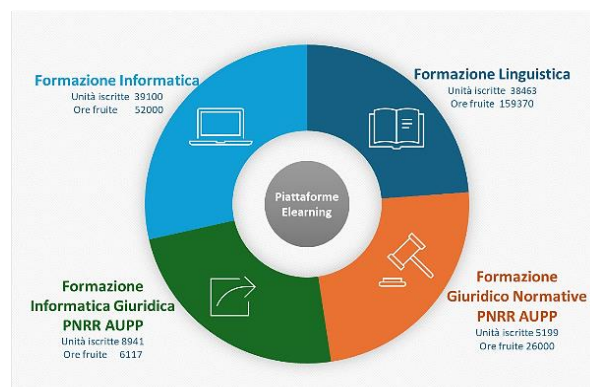 Formazione Informatica
Unità iscritte 39100
Ore fruite 52000
Formazione Linguistica
Unità iscritte 38463
Ore fruite 159370
Piattaforme
Elearning
Formazione
Informatica Giuridica
PNRR AUPP
Unità iscritte 8941
Ore fruite 6117
Formazione
Giuridico Normative
PNRR AUPP
Unità iscritte 5199
Ore fruite 26000